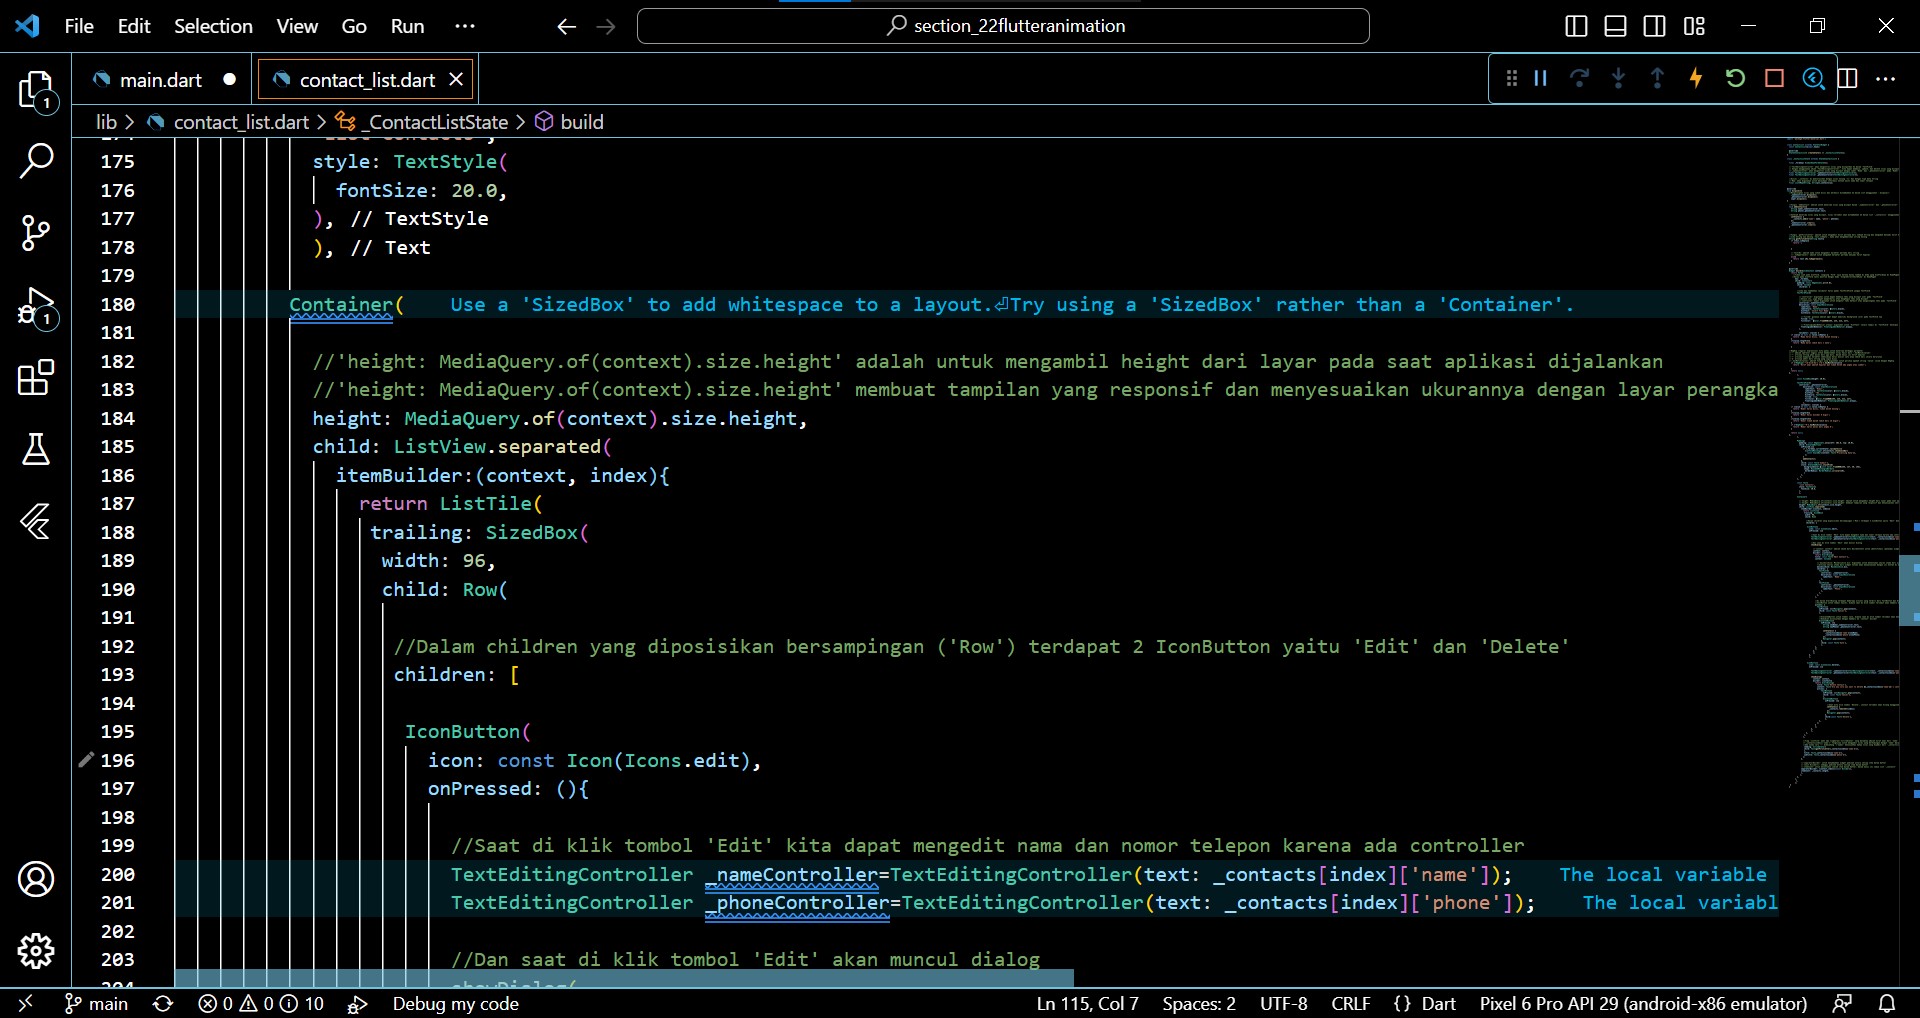 File Edit Selection View Go Run ··· section_22flutteranimation
main.dart contact_list.dart
lib > contact_list.dart > _ContactListState > build
175 style: TextStyle(
176 fontSize: 20.0,
177 ), // TextStyle
178 ), // Text
179
180 Container( Use a 'SizedBox' to add whitespace to a layout.⏎Try using a 'SizedBox' rather than a 'Container'.
181
182 //'height: MediaQuery.of(context).size.height' adalah untuk mengambil height dari layar pada saat aplikasi dijalankan
183 //'height: MediaQuery.of(context).size.height' membuat tampilan yang responsif dan menyesuaikan ukurannya dengan layar perangka
184 height: MediaQuery.of(context).size.height,
185 child: ListView.separated(
186 itemBuilder:(context, index){
187 return ListTile(
188 trailing: SizedBox(
189 width: 96,
190 child: Row(
191
192 //Dalam children yang diposisikan bersampingan ('Row') terdapat 2 IconButton yaitu 'Edit' dan 'Delete'
193 children: [
194
195 IconButton(
196 icon: const Icon(Icons.edit),
197 onPressed: (){
198
199 //Saat di klik tombol 'Edit' kita dapat mengedit nama dan nomor telepon karena ada controller
200 TextEditingController _nameController=TextEditingController(text: _contacts[index]['name']); The local variable
201 TextEditingController _phoneController=TextEditingController(text: _contacts[index]['phone']); The local variabl
202
203 //Dan saat di klik tombol 'Edit' akan muncul dialog
main 0 0 10 Debug my code Ln 115, Col 7 Spaces: 2 UTF-8 CRLF {} Dart Pixel 6 Pro API 29 (android-x86 emulator)